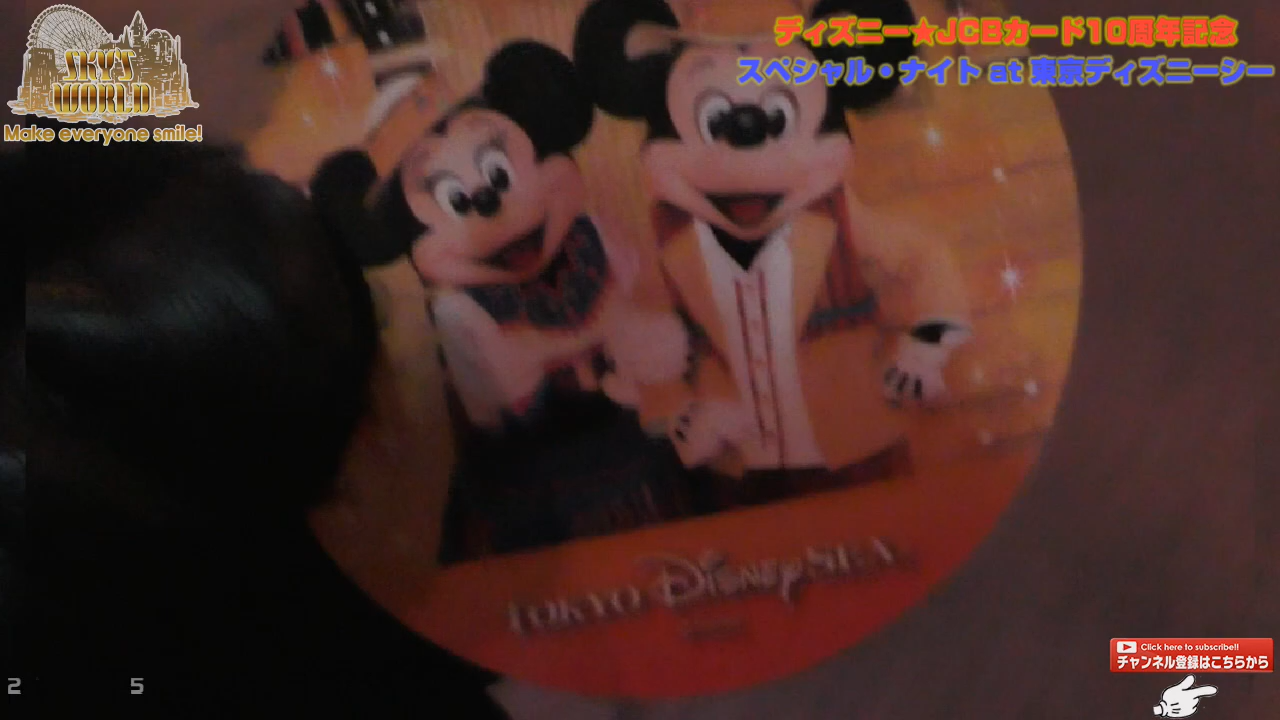 SKY'S
WORLD
Make everyone smile!
ディズニー★JCBカード10周年記念
スペシャル・ナイト at 東京ディズニーシー
TOKYO DISNEYSEA
Click here to subscribe!!
チャンネル登録はこちらから
2 5